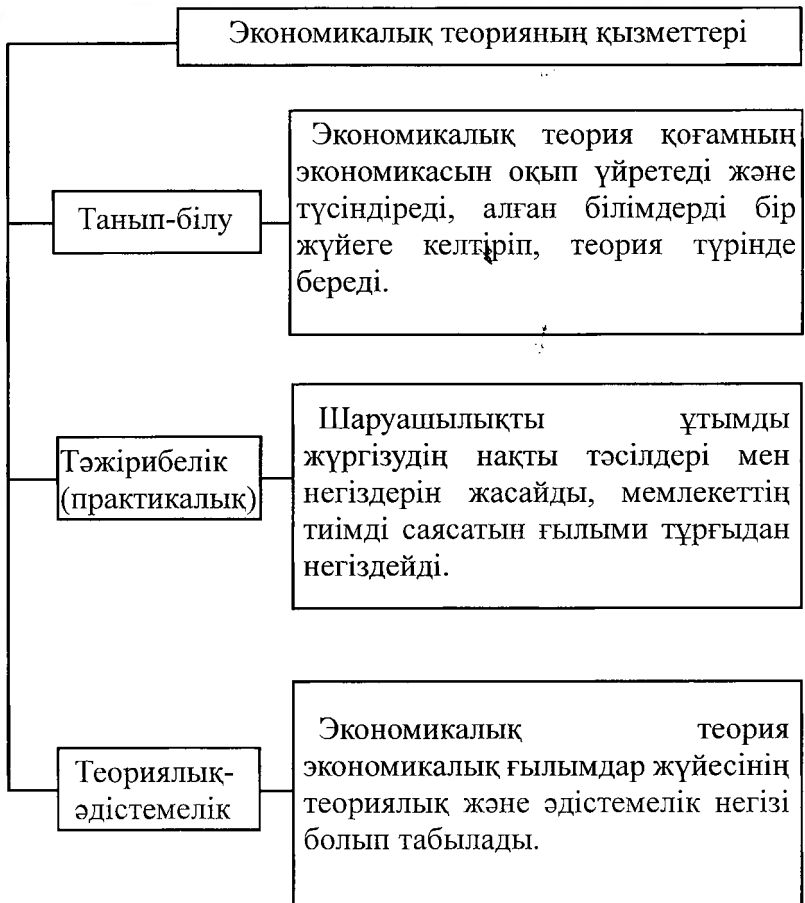 Экономикалық теорияның қызметтері
Танып-білу
Экономикалық теория қоғамның
экономикасын оқып үйретеді және
түсіндіреді, алған білімдерді бір
жүйеге келтіріп, теория түрінде
береді.
Тәжірибелік
(практикалық)
Шаруашылықты ұтымды
жүргізудің нақты тәсілдері мен
негіздерін жасайды, мемлекеттің
тиімді саясатын ғылыми тұрғыдан
негіздейді.
Теориялық-
әдістемелік
Экономикалық теория
экономикалық ғылымдар жүйесінің
теориялық және әдістемелік негізі
болып табылады.